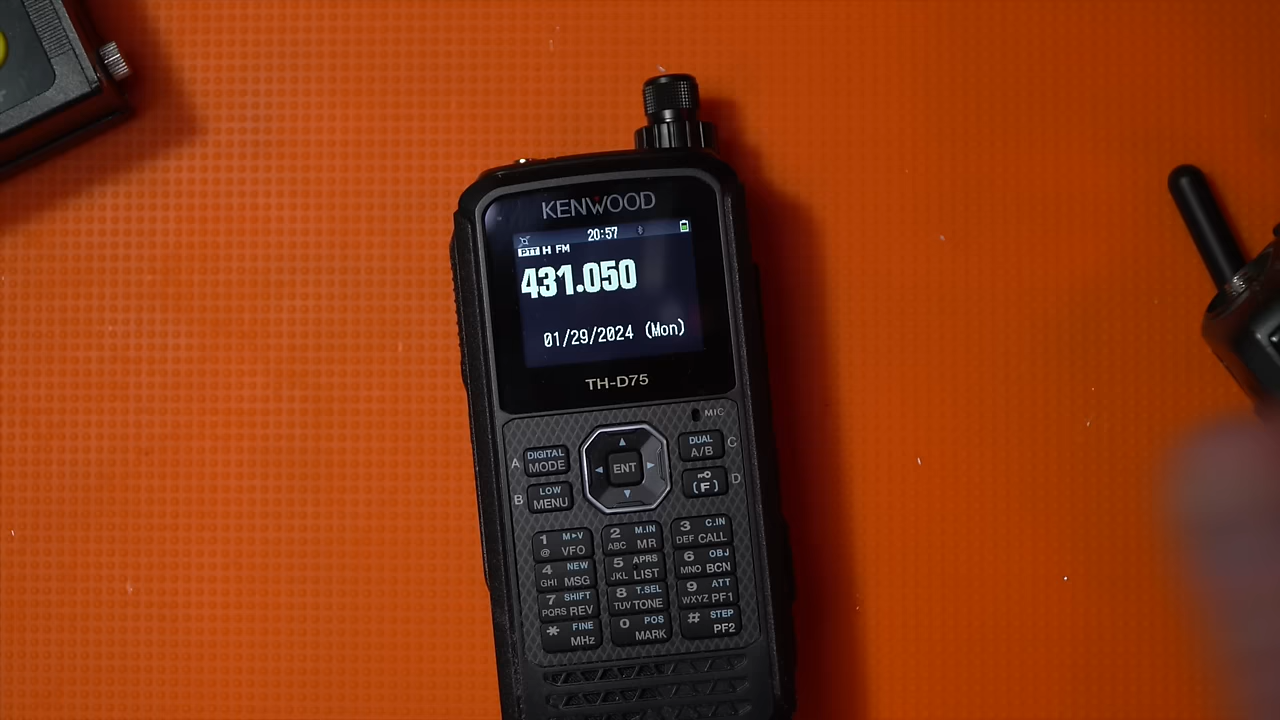 KENWOOD
20:57
PTT H FM
431.050
01/29/2024 (Mon)
TH-D75
MIC
A DIGITAL MODE
DUAL A/B C
ENT
B LOW MENU
(F) D
1 @ M►V VFO
2 ABC M.IN MR
3 DEF C.IN CALL
4 GHI NEW MSG
5 JKL APRS LIST
6 MNO OBJ BCN
7 PQRS SHIFT REV
8 TUV T.SEL TONE
9 WXYZ ATT PF1
* FINE MHz
0 POS MARK
# STEP PF2